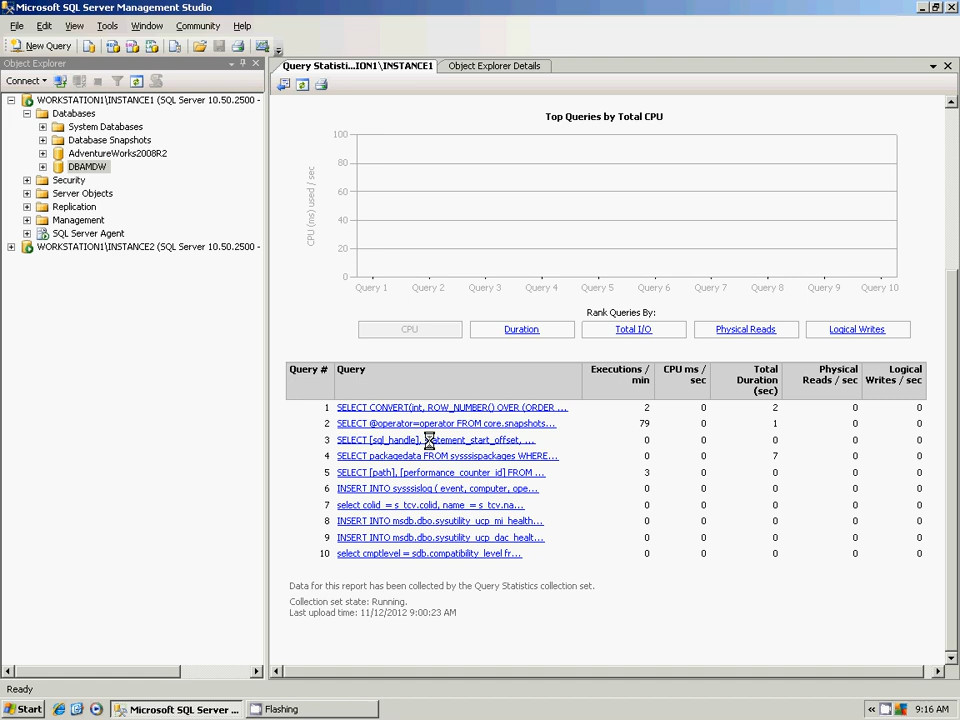 Microsoft SQL Server Management Studio
File Edit View Tools Window Community Help
New Query
Object Explorer
Query Statisti...ION1\INSTANCE1 Object Explorer Details
Connect
WORKSTATION1\INSTANCE1 (SQL Server 10.50.2500 -
Databases
System Databases
Database Snapshots
AdventureWorks2008R2
DBAMDW
Security
Server Objects
Replication
Management
SQL Server Agent
WORKSTATION1\INSTANCE2 (SQL Server 10.50.2500 -
Top Queries by Total CPU
CPU (ms) used / sec
100
80
60
40
20
0
Query 1 Query 2 Query 3 Query 4 Query 5 Query 6 Query 7 Query 8 Query 9 Query 10
Rank Queries By:
CPU Duration Total I/O Physical Reads Logical Writes
Query # Query Executions / min CPU ms / sec Total Duration (sec) Physical Reads / sec Logical Writes / sec
1 SELECT CONVERT(int, ROW_NUMBER() OVER (ORDER ... 2 0 2 0 0
2 SELECT @operator=operator FROM core.snapshots... 79 0 1 0 0
3 SELECT [sql_handle], statement_start_offset, ... 0 0 0 0 0
4 SELECT packagedata FROM sysssispackages WHERE... 0 0 7 0 0
5 SELECT [path], [performance_counter_id] FROM ... 3 0 0 0 0
6 INSERT INTO sysssislog ( event, computer, ope... 0 0 0 0 0
7 select colid = s_tcv.colid, name = s_tcv.na... 0 0 0 0 0
8 INSERT INTO msdb.dbo.sysutility_ucp_mi_health... 0 0 0 0 0
9 INSERT INTO msdb.dbo.sysutility_ucp_dac_healt... 0 0 0 0 0
10 select cmptlevel = sdb.compatibility_level fr... 0 0 0 0 0
Data for this report has been collected by the Query Statistics collection set.
Collection set state: Running.
Last upload time: 11/12/2012 9:00:23 AM
Ready
Start Microsoft SQL Server ... Flashing « 9:16 AM